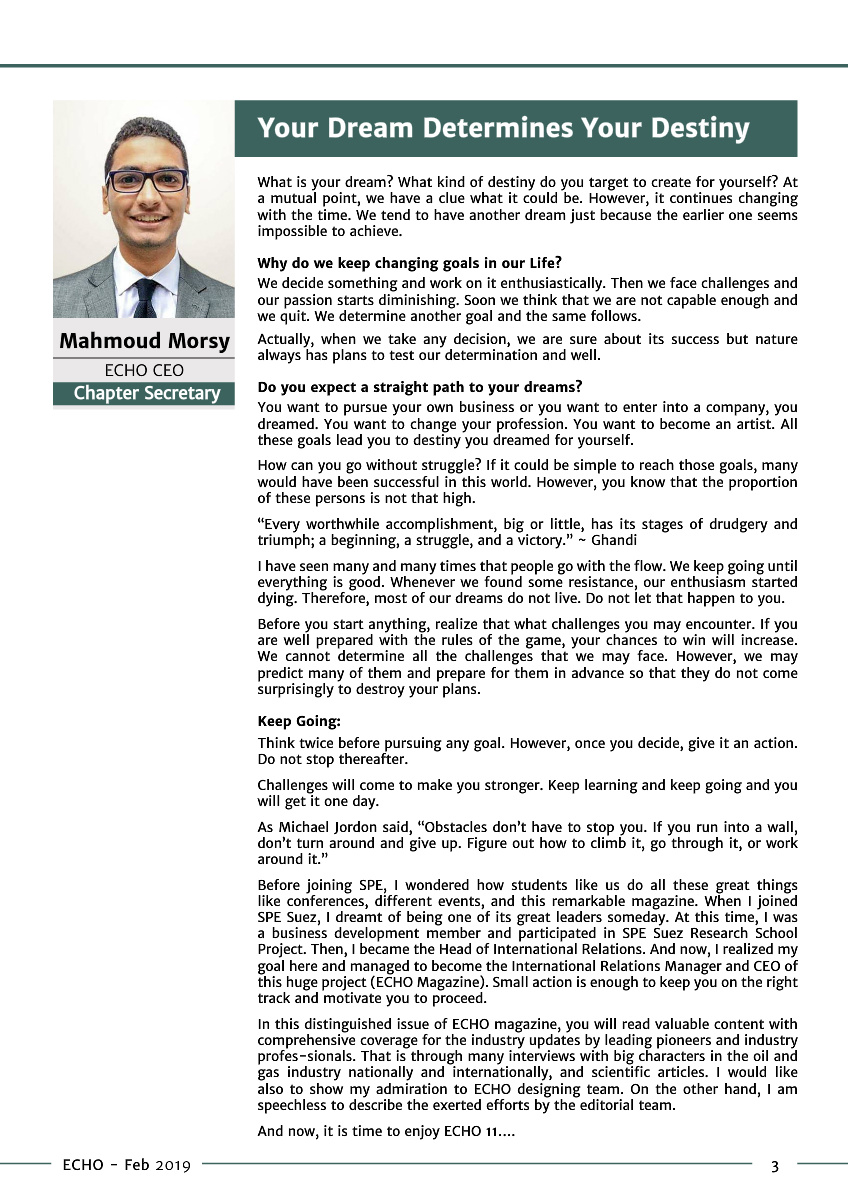 Your Dream Determines Your Destiny
Mahmoud Morsy
ECHO CEO
Chapter Secretary
What is your dream? What kind of destiny do you target to create for yourself? At
a mutual point, we have a clue what it could be. However, it continues changing
with the time. We tend to have another dream just because the earlier one seems
impossible to achieve.
Why do we keep changing goals in our Life?
We decide something and work on it enthusiastically. Then we face challenges and
our passion starts diminishing. Soon we think that we are not capable enough and
we quit. We determine another goal and the same follows.
Actually, when we take any decision, we are sure about its success but nature
always has plans to test our determination and well.
Do you expect a straight path to your dreams?
You want to pursue your own business or you want to enter into a company, you
dreamed. You want to change your profession. You want to become an artist. All
these goals lead you to destiny you dreamed for yourself.
How can you go without struggle? If it could be simple to reach those goals, many
would have been successful in this world. However, you know that the proportion
of these persons is not that high.
“Every worthwhile accomplishment, big or little, has its stages of drudgery and
triumph; a beginning, a struggle, and a victory.” ~ Ghandi
I have seen many and many times that people go with the flow. We keep going until
everything is good. Whenever we found some resistance, our enthusiasm started
dying. Therefore, most of our dreams do not live. Do not let that happen to you.
Before you start anything, realize that what challenges you may encounter. If you
are well prepared with the rules of the game, your chances to win will increase.
We cannot determine all the challenges that we may face. However, we may
predict many of them and prepare for them in advance so that they do not come
surprisingly to destroy your plans.
Keep Going:
Think twice before pursuing any goal. However, once you decide, give it an action.
Do not stop thereafter.
Challenges will come to make you stronger. Keep learning and keep going and you
will get it one day.
As Michael Jordon said, “Obstacles don’t have to stop you. If you run into a wall,
don’t turn around and give up. Figure out how to climb it, go through it, or work
around it.”
Before joining SPE, I wondered how students like us do all these great things
like conferences, different events, and this remarkable magazine. When I joined
SPE Suez, I dreamt of being one of its great leaders someday. At this time, I was
a business development member and participated in SPE Suez Research School
Project. Then, I became the Head of International Relations. And now, I realized my
goal here and managed to become the International Relations Manager and CEO of
this huge project (ECHO Magazine). Small action is enough to keep you on the right
track and motivate you to proceed.
In this distinguished issue of ECHO magazine, you will read valuable content with
comprehensive coverage for the industry updates by leading pioneers and industry
profes-sionals. That is through many interviews with big characters in the oil and
gas industry nationally and internationally, and scientific articles. I would like
also to show my admiration to ECHO designing team. On the other hand, I am
speechless to describe the exerted efforts by the editorial team.
And now, it is time to enjoy ECHO 11....
ECHO - Feb 2019
3